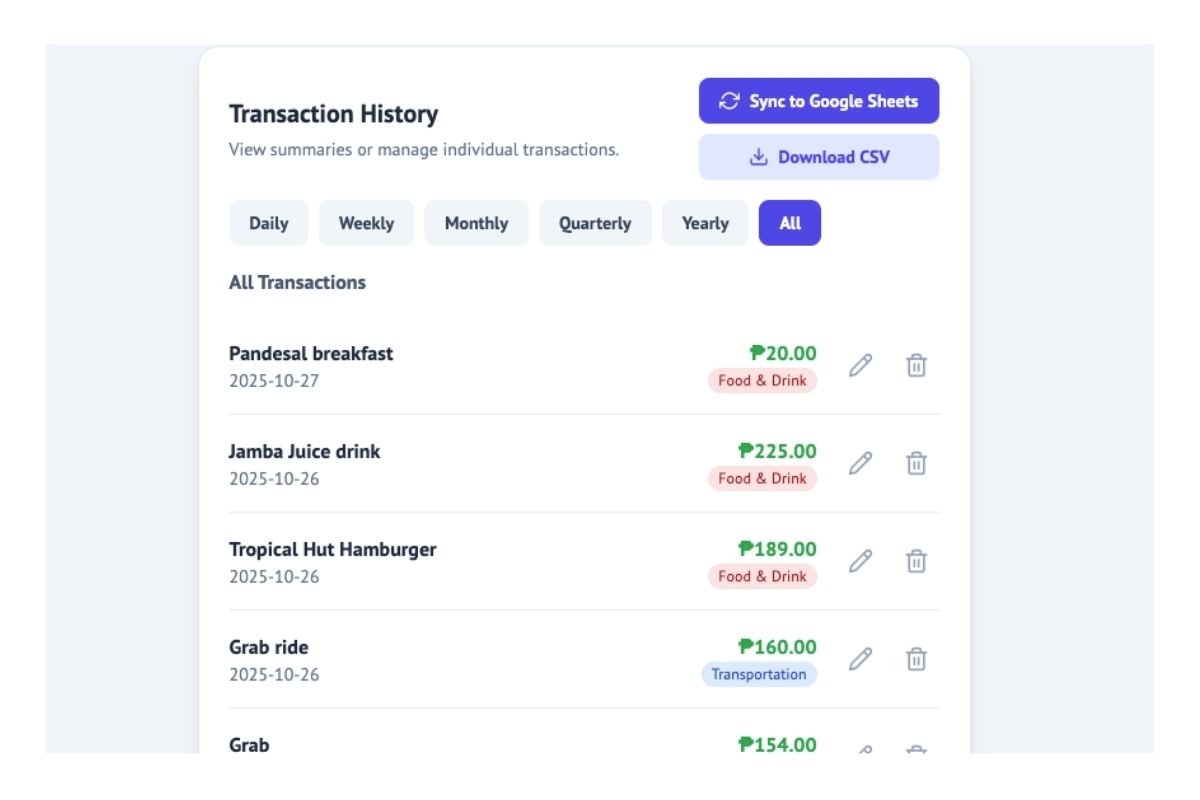 Transaction History
View summaries or manage individual transactions.
Sync to Google Sheets
Download CSV
Daily Weekly Monthly Quarterly Yearly All
All Transactions
Pandesal breakfast ₱20.00
2025-10-27 Food & Drink
Jamba Juice drink ₱225.00
2025-10-26 Food & Drink
Tropical Hut Hamburger ₱189.00
2025-10-26 Food & Drink
Grab ride ₱160.00
2025-10-26 Transportation
Grab ₱154.00